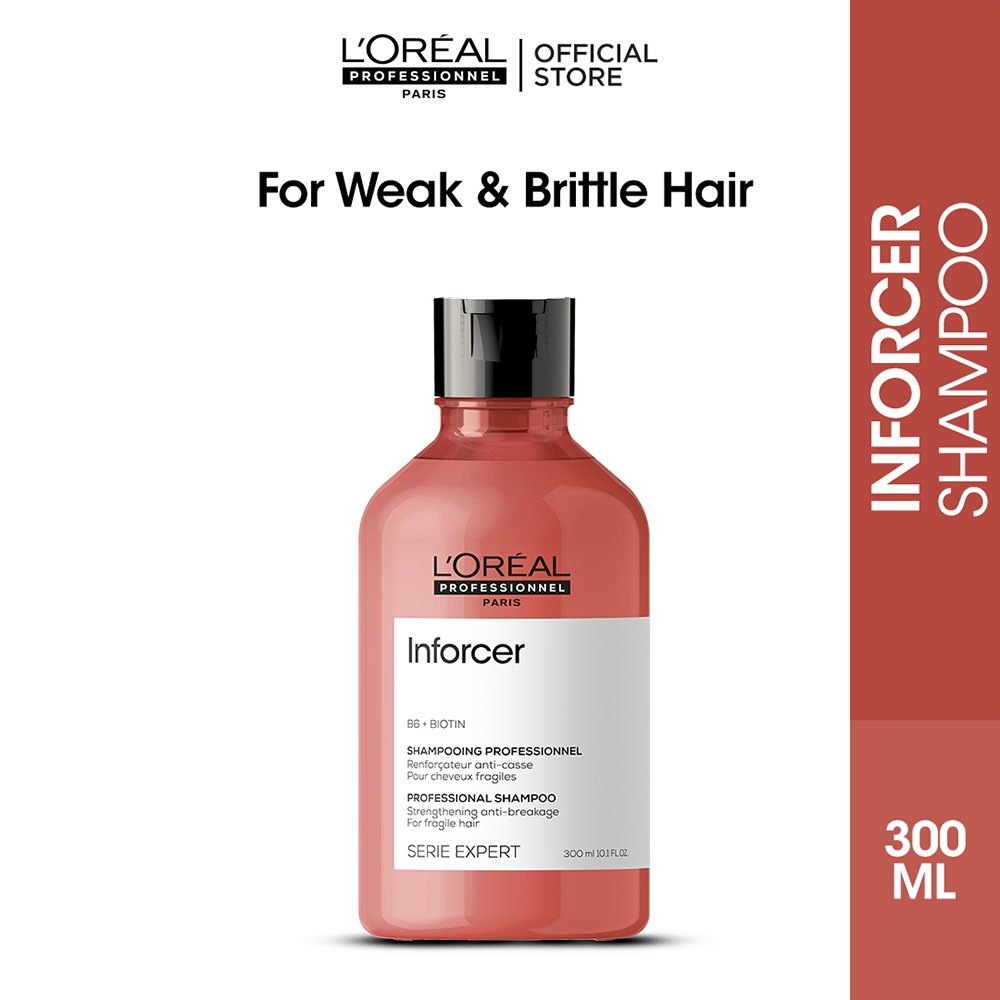 L'ORÉAL
PROFESSIONNEL
PARIS
OFFICIAL
STORE
For Weak & Brittle Hair
L'ORÉAL
PROFESSIONNEL
PARIS
Inforcer
B6 + BIOTIN
SHAMPOOING PROFESSIONNEL
Renforçateur anti-casse
Pour cheveux fragiles
PROFESSIONAL SHAMPOO
Strengthening anti-breakage
For fragile hair
SERIE EXPERT
300 ml 10.1 FL.OZ.
INFORCER
SHAMPOO
300
ML